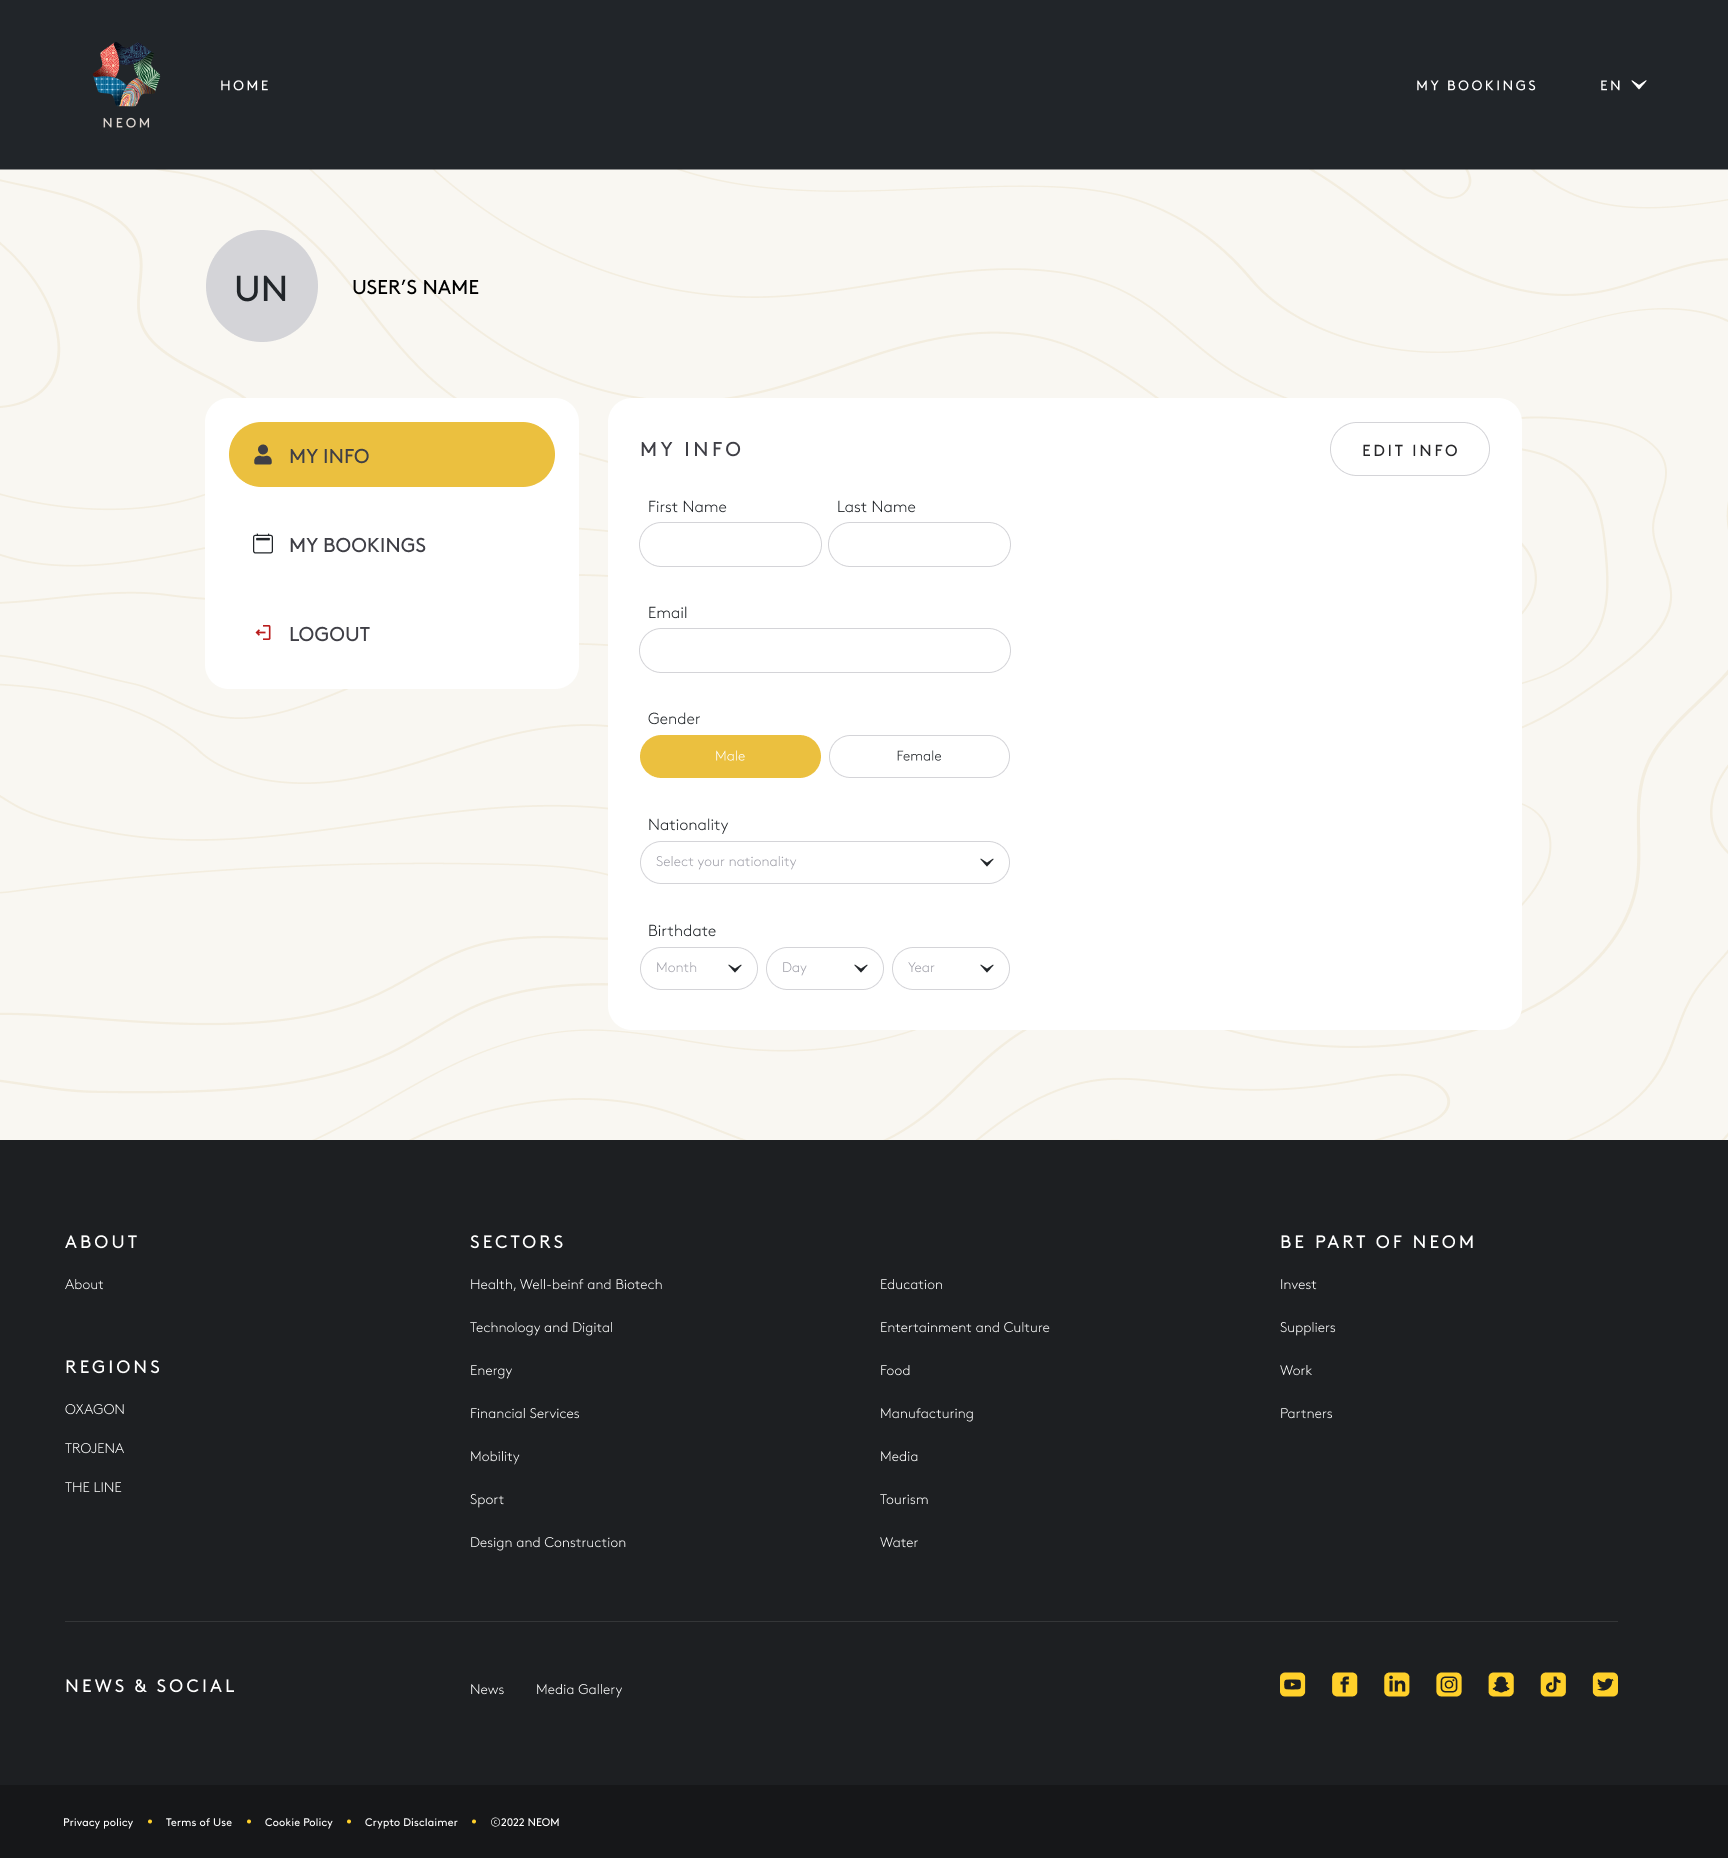 NEOM
HOME
MY BOOKINGS
EN
UN
USER’S NAME
MY INFO
MY BOOKINGS
LOGOUT
MY INFO
EDIT INFO
First Name
Last Name
Email
Gender
Male
Female
Nationality
Select your nationality
Birthdate
Month
Day
Year
ABOUT
About
REGIONS
OXAGON
TROJENA
THE LINE
SECTORS
Health, Well-beinf and Biotech
Technology and Digital
Energy
Financial Services
Mobility
Sport
Design and Construction
Education
Entertainment and Culture
Food
Manufacturing
Media
Tourism
Water
BE PART OF NEOM
Invest
Suppliers
Work
Partners
NEWS & SOCIAL
News
Media Gallery
Privacy policy • Terms of Use • Cookie Policy • Crypto Disclaimer • ©2022 NEOM